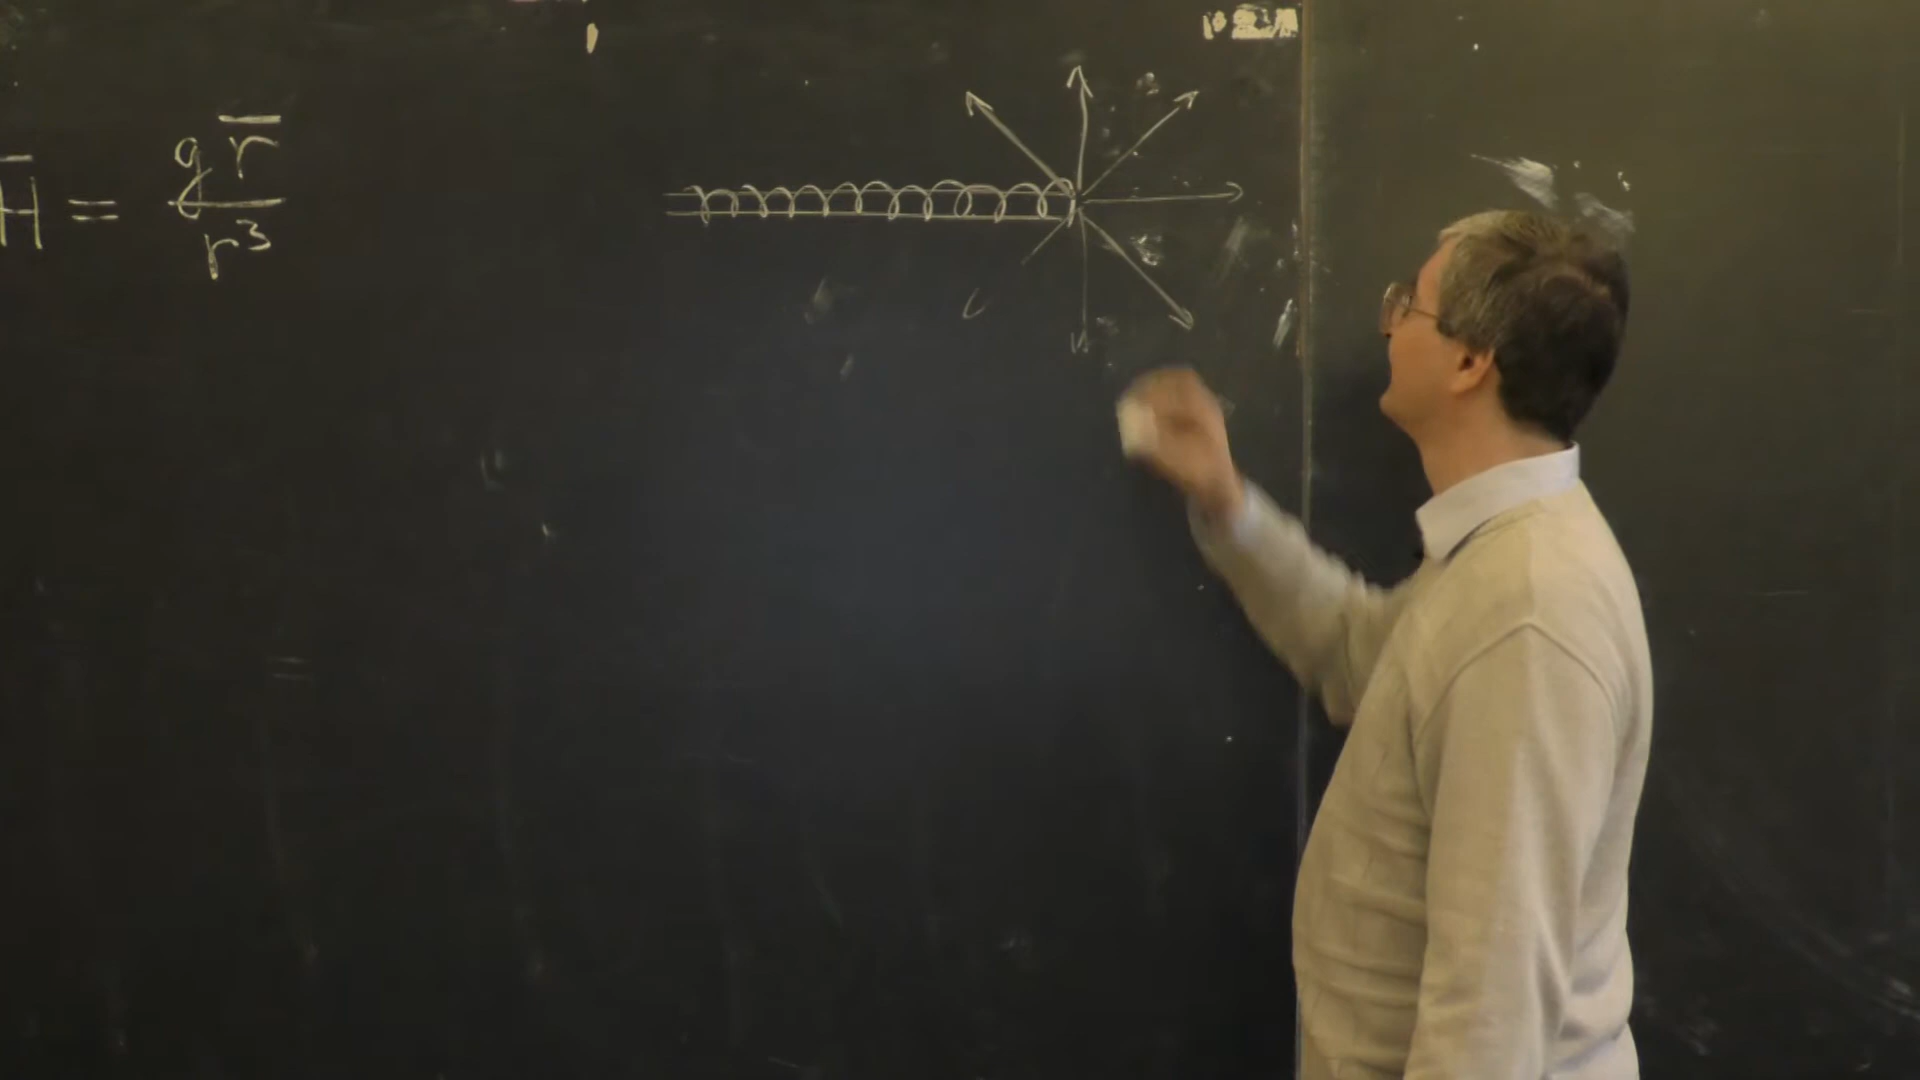 H̅ = g r̅ / r³